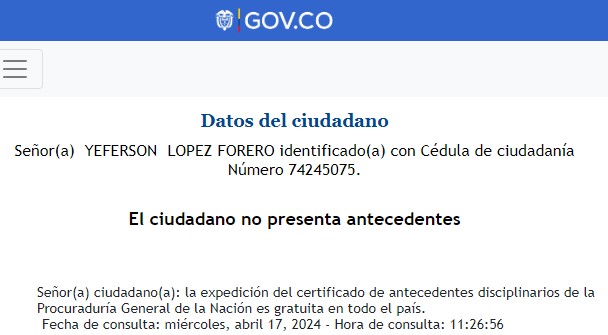 GOV.CO
Datos del ciudadano
Señor(a) YEFERSON LOPEZ FORERO identificado(a) con Cédula de ciudadanía
Número 74245075.
El ciudadano no presenta antecedentes
Señor(a) ciudadano(a): la expedición del certificado de antecedentes disciplinarios de la
Procuraduría General de la Nación es gratuita en todo el país.
Fecha de consulta: miércoles, abril 17, 2024 - Hora de consulta: 11:26:56